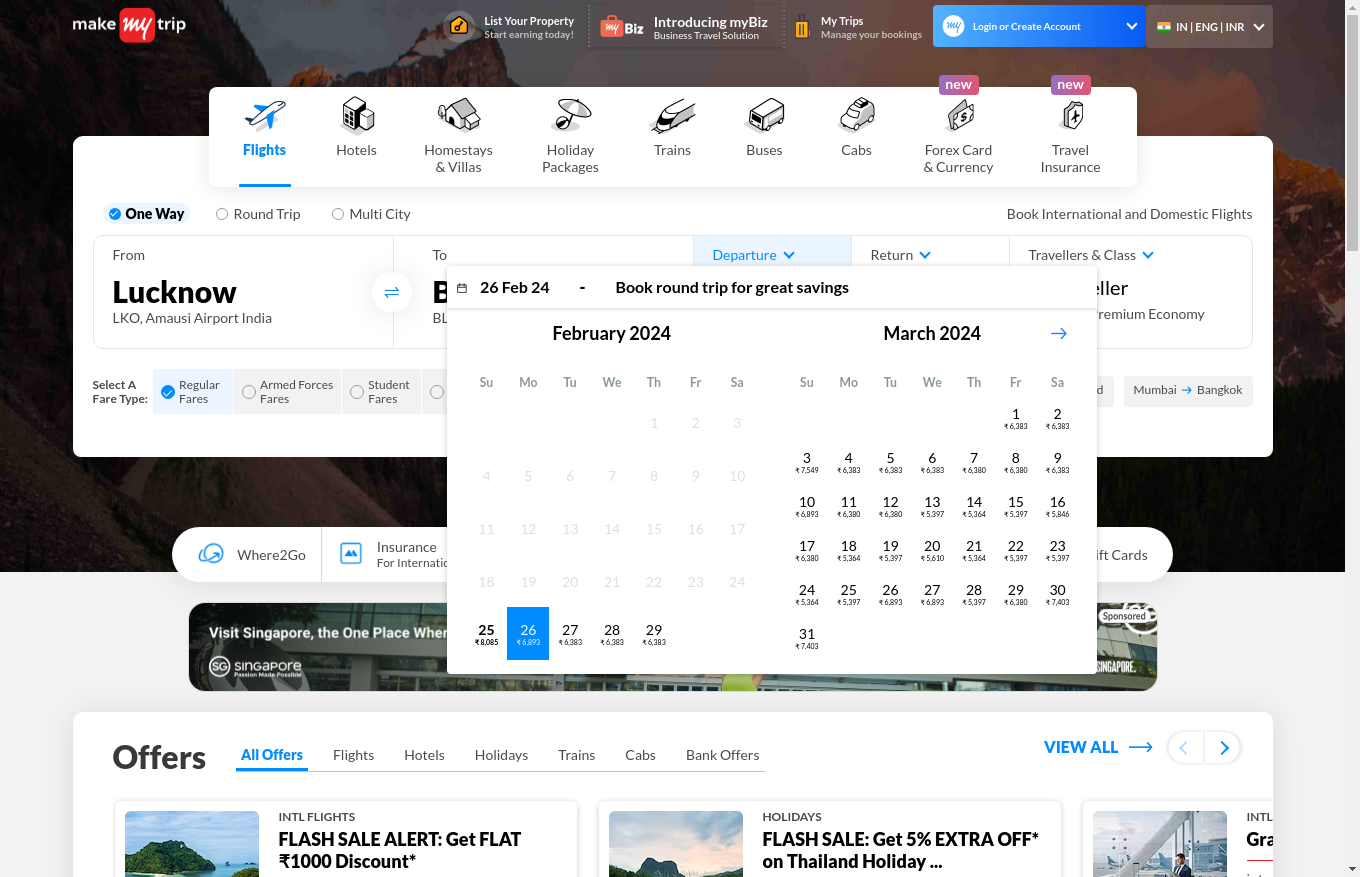 make my trip
List Your Property
Start earning today!
my Biz
Introducing myBiz
Business Travel Solution
My Trips
Manage your bookings
my
Login or Create Account
IN | ENG | INR
new
new
Flights
Hotels
Homestays
& Villas
Holiday
Packages
Trains
Buses
Cabs
Forex Card
& Currency
Travel
Insurance
One Way
Round Trip
Multi City
Book International and Domestic Flights
From
To
Departure
Return
Travellers & Class
Lucknow
LKO, Amausi Airport India
B
BL
eller
Premium Economy
26 Feb 24 - Book round trip for great savings
February 2024
Su Mo Tu We Th Fr Sa
1 2 3
4 5 6 7 8 9 10
11 12 13 14 15 16 17
18 19 20 21 22 23 24
25 26 27 28 29
₹ 8,085 ₹ 6,893 ₹ 6,383 ₹ 6,383 ₹ 6,383
March 2024
Su Mo Tu We Th Fr Sa
1 2
₹ 6,383 ₹ 6,383
3 4 5 6 7 8 9
₹ 7,549 ₹ 6,383 ₹ 6,383 ₹ 6,383 ₹ 6,380 ₹ 6,380 ₹ 6,383
10 11 12 13 14 15 16
₹ 6,893 ₹ 6,380 ₹ 6,380 ₹ 5,397 ₹ 5,364 ₹ 5,397 ₹ 5,846
17 18 19 20 21 22 23
₹ 6,380 ₹ 5,364 ₹ 5,397 ₹ 5,610 ₹ 5,364 ₹ 5,397 ₹ 5,397
24 25 26 27 28 29 30
₹ 5,364 ₹ 5,397 ₹ 6,893 ₹ 6,893 ₹ 5,397 ₹ 6,380 ₹ 7,403
31
₹ 7,403
Select A
Fare Type:
Regular
Fares
Armed Forces
Fares
Student
Fares
d
Mumbai → Bangkok
Where2Go
Insurance
For Internatic
ift Cards
Visit Singapore, the One Place Wher
SG SINGAPORE
Passion Made Possible
Sponsored
SINGAPORE.
Offers
All Offers
Flights
Hotels
Holidays
Trains
Cabs
Bank Offers
VIEW ALL
INTL FLIGHTS
FLASH SALE ALERT: Get FLAT
₹1000 Discount*
HOLIDAYS
FLASH SALE: Get 5% EXTRA OFF*
on Thailand Holiday ...
INTL
Gra